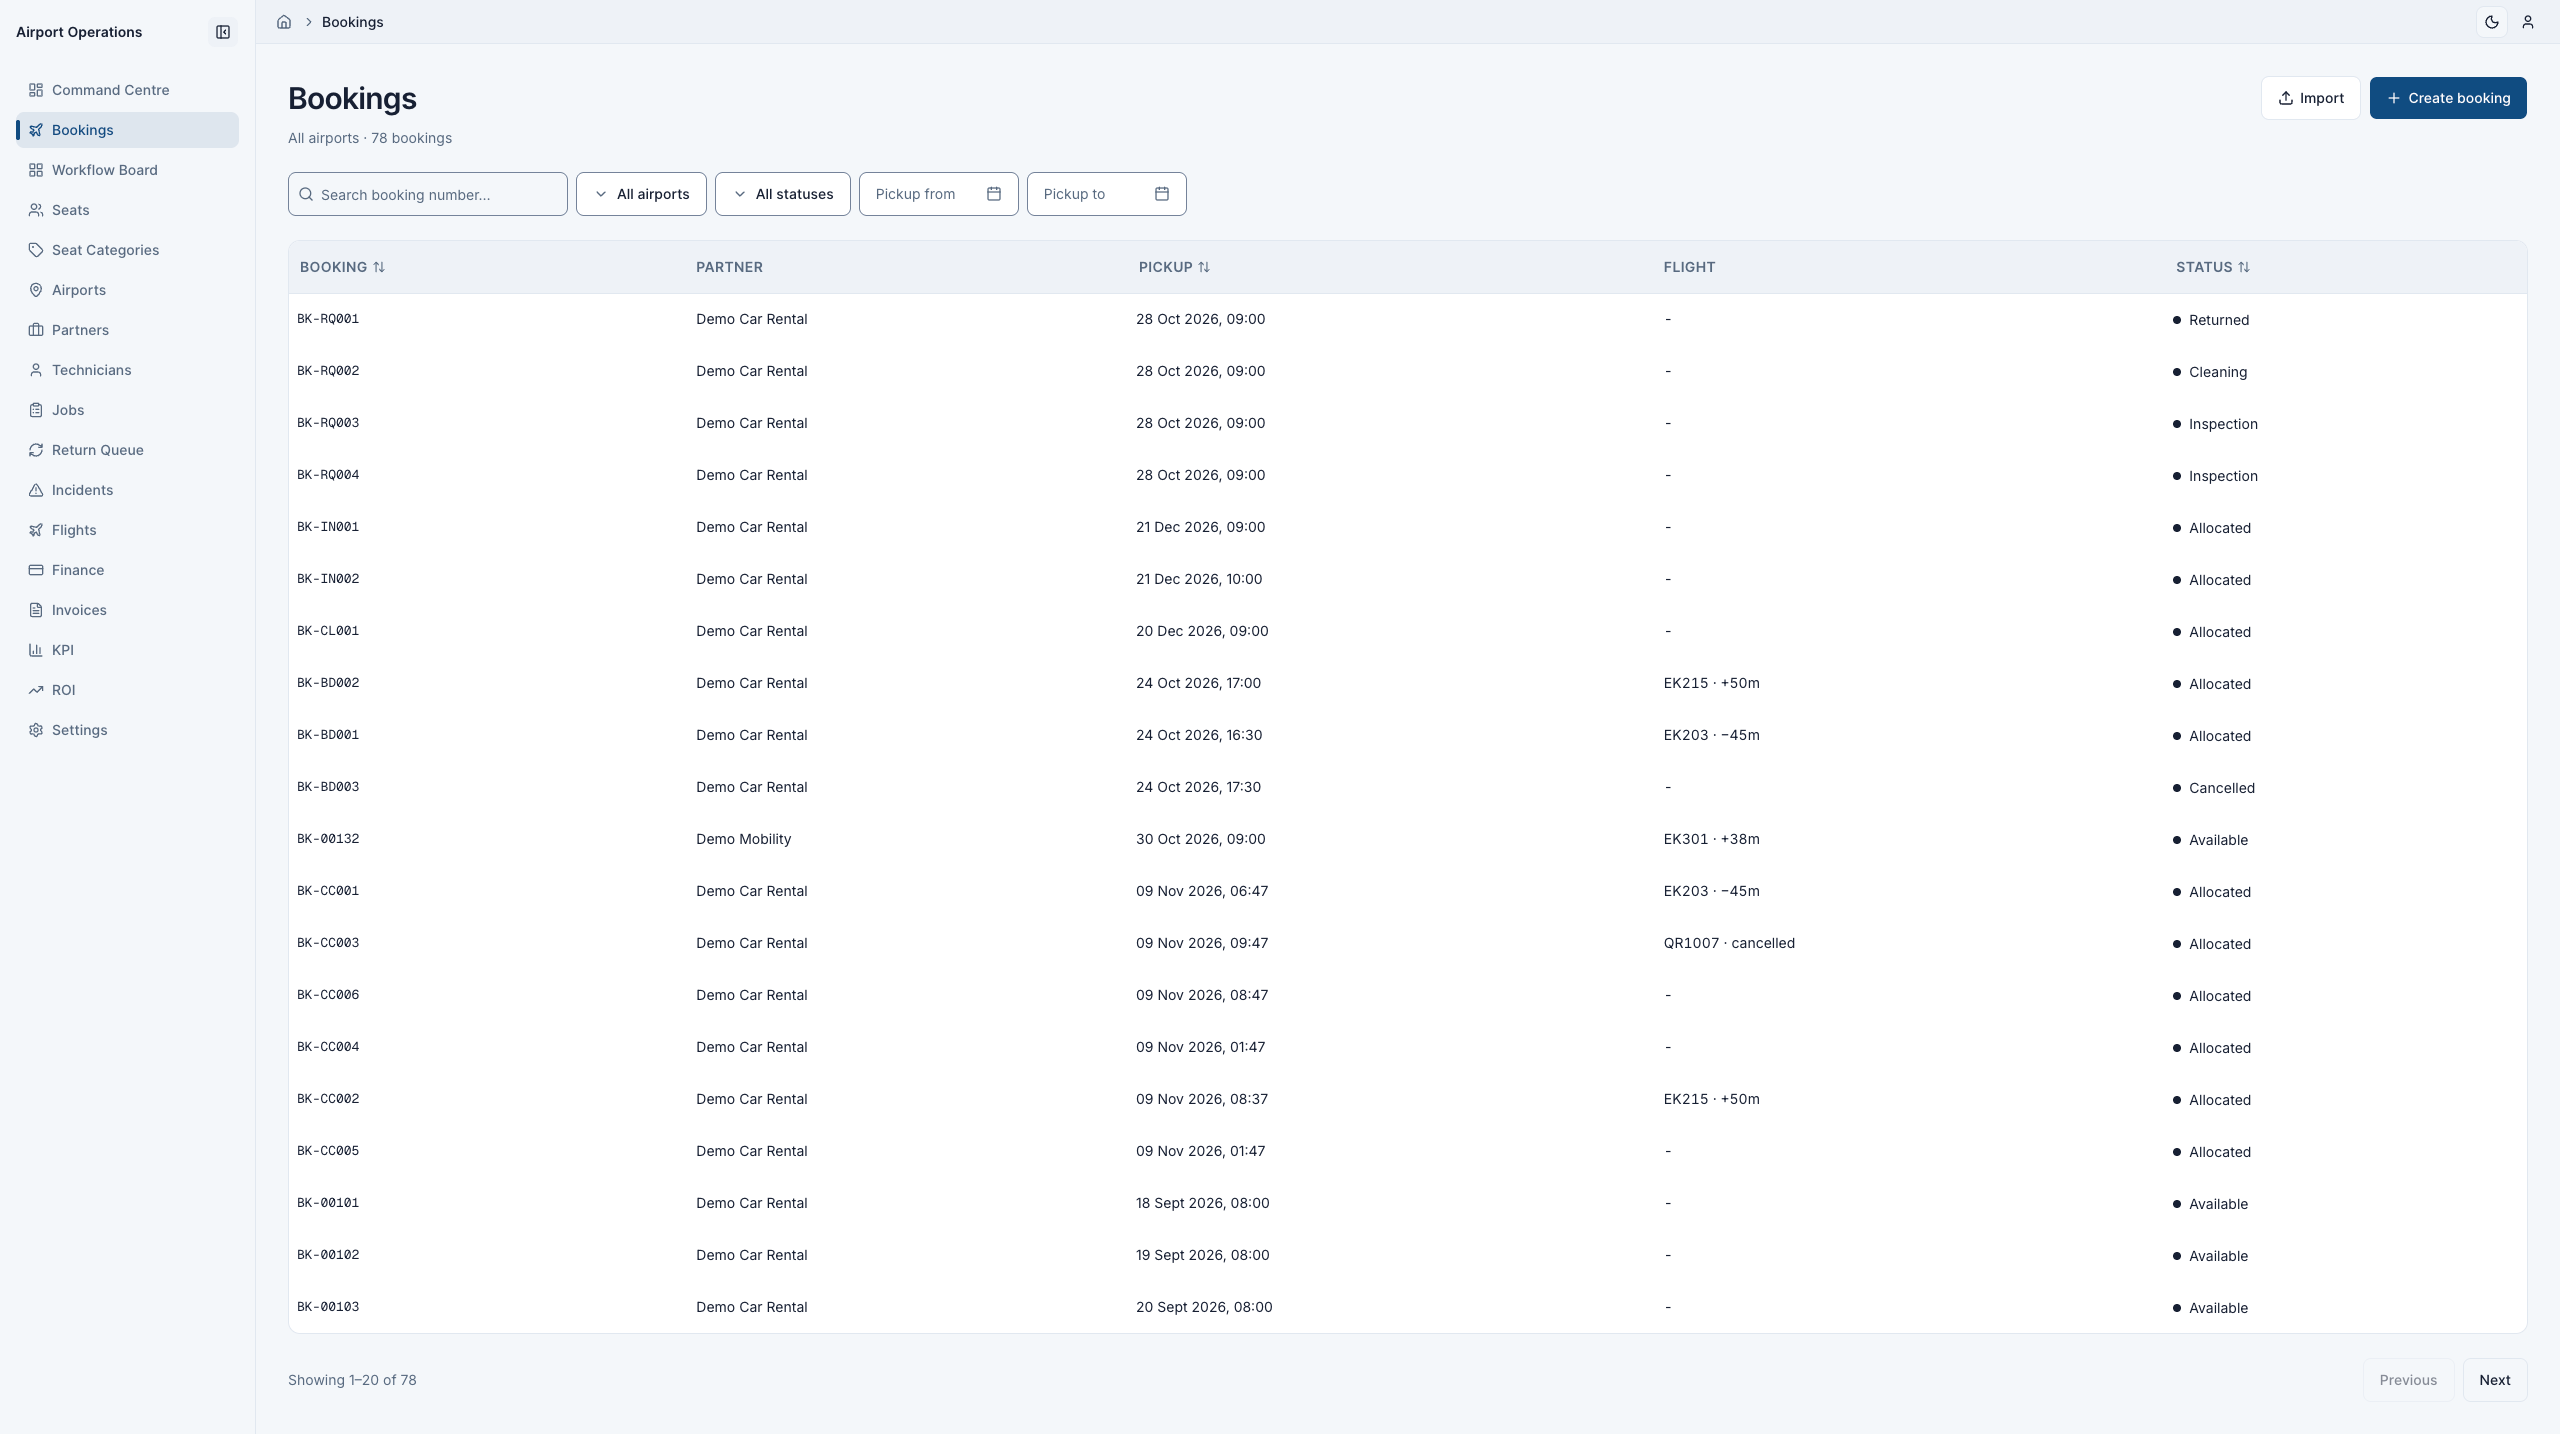 Airport Operations
Command Centre
Bookings
Workflow Board
Seats
Seat Categories
Airports
Partners
Technicians
Jobs
Return Queue
Incidents
Flights
Finance
Invoices
KPI
ROI
Settings
Bookings
Bookings
All airports · 78 bookings
Import
Create booking
Search booking number...
All airports
All statuses
Pickup from
Pickup to
BOOKING PARTNER PICKUP FLIGHT STATUS
BK-RQ001 Demo Car Rental 28 Oct 2026, 09:00 - Returned
BK-RQ002 Demo Car Rental 28 Oct 2026, 09:00 - Cleaning
BK-RQ003 Demo Car Rental 28 Oct 2026, 09:00 - Inspection
BK-RQ004 Demo Car Rental 28 Oct 2026, 09:00 - Inspection
BK-IN001 Demo Car Rental 21 Dec 2026, 09:00 - Allocated
BK-IN002 Demo Car Rental 21 Dec 2026, 10:00 - Allocated
BK-CL001 Demo Car Rental 20 Dec 2026, 09:00 - Allocated
BK-BD002 Demo Car Rental 24 Oct 2026, 17:00 EK215 · +50m Allocated
BK-BD001 Demo Car Rental 24 Oct 2026, 16:30 EK203 · −45m Allocated
BK-BD003 Demo Car Rental 24 Oct 2026, 17:30 - Cancelled
BK-00132 Demo Mobility 30 Oct 2026, 09:00 EK301 · +38m Available
BK-CC001 Demo Car Rental 09 Nov 2026, 06:47 EK203 · −45m Allocated
BK-CC003 Demo Car Rental 09 Nov 2026, 09:47 QR1007 · cancelled Allocated
BK-CC006 Demo Car Rental 09 Nov 2026, 08:47 - Allocated
BK-CC004 Demo Car Rental 09 Nov 2026, 01:47 - Allocated
BK-CC002 Demo Car Rental 09 Nov 2026, 08:37 EK215 · +50m Allocated
BK-CC005 Demo Car Rental 09 Nov 2026, 01:47 - Allocated
BK-00101 Demo Car Rental 18 Sept 2026, 08:00 - Available
BK-00102 Demo Car Rental 19 Sept 2026, 08:00 - Available
BK-00103 Demo Car Rental 20 Sept 2026, 08:00 - Available
Showing 1–20 of 78
Previous
Next